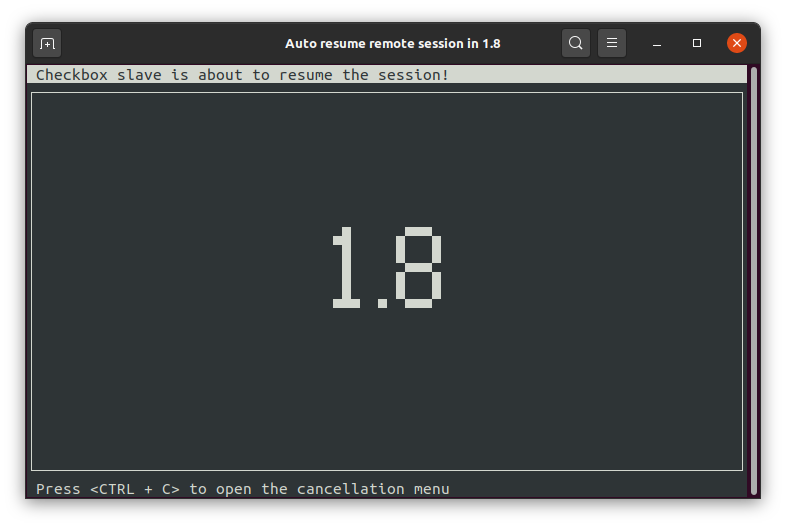 Auto resume remote session in 1.8
Checkbox slave is about to resume the session!
1.8
Press <CTRL + C> to open the cancellation menu